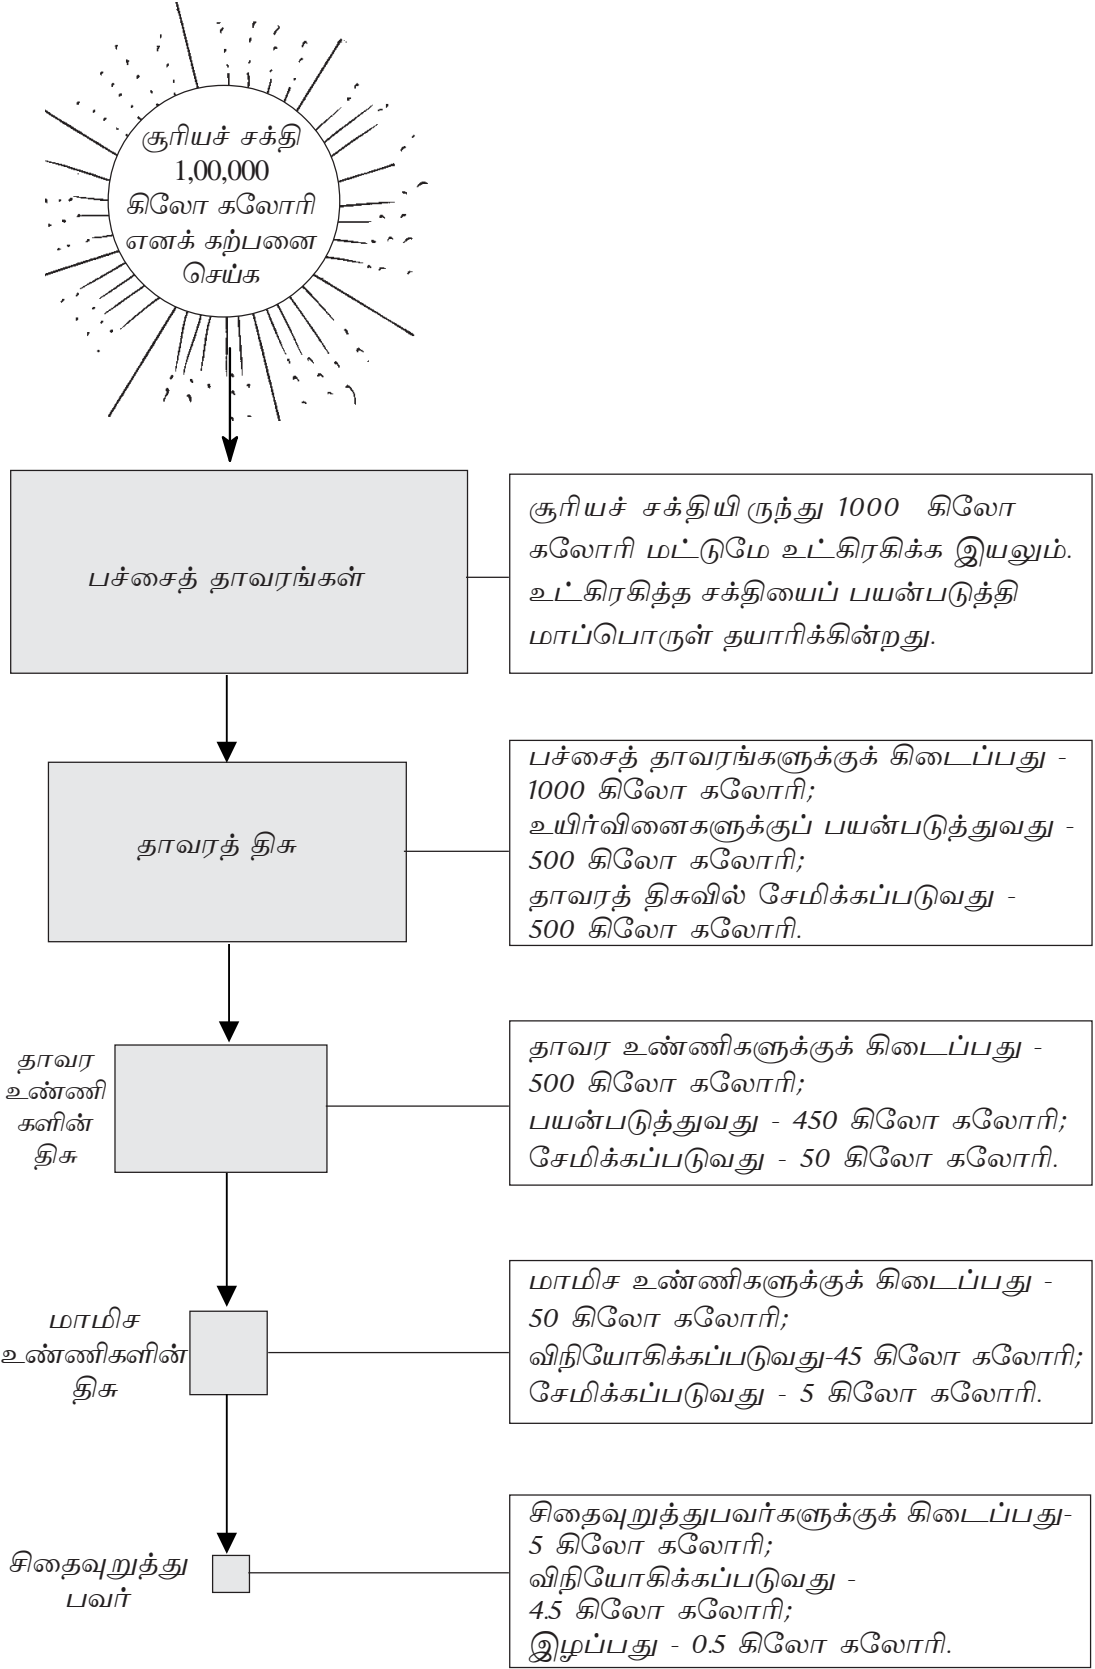 சூரியச் சக்தி
1,00,000
கிலோ கலோரி
எனக் கற்பனை
செய்க
பச்சைத் தாவரங்கள்
சூரியச் சக்தியி ருந்து 1000 கிலோ
கலோரி மட்டுமே உட்கிரகிக்க இயலும்.
உட்கிரகித்த சக்தியைப் பயன்படுத்தி
மாப்பொருள் தயாரிக்கின்றது.
தாவரத் திசு
பச்சைத் தாவரங்களுக்குக் கிடைப்பது -
1000 கிலோ கலோரி;
உயிர்வினைகளுக்குப் பயன்படுத்துவது -
500 கிலோ கலோரி;
தாவரத் திசுவில் சேமிக்கப்படுவது -
500 கிலோ கலோரி.
தாவர
உண்ணி
களின்
திசு
தாவர உண்ணிகளுக்குக் கிடைப்பது -
500 கிலோ கலோரி;
பயன்படுத்துவது - 450 கிலோ கலோரி;
சேமிக்கப்படுவது - 50 கிலோ கலோரி.
மாமிச
உண்ணிகளின்
திசு
மாமிச உண்ணிகளுக்குக் கிடைப்பது -
50 கிலோ கலோரி;
விநியோகிக்கப்படுவது-45 கிலோ கலோரி;
சேமிக்கப்படுவது - 5 கிலோ கலோரி.
சிதைவுறுத்து
பவர்
சிதைவுறுத்துபவர்களுக்குக் கிடைப்பது-
5 கிலோ கலோரி;
விநியோகிக்கப்படுவது -
4.5 கிலோ கலோரி;
இழப்பது - 0.5 கிலோ கலோரி.